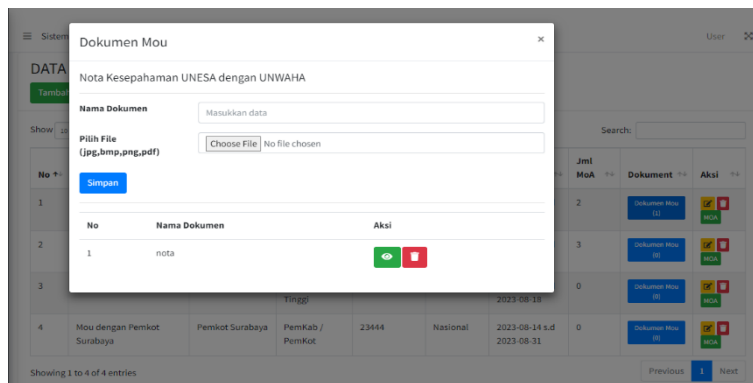 Sistem
User
DATA
Tambah
Show
Search:
Dokumen Mou
×
Nota Kesepahaman UNESA dengan UNWAHA
Nama Dokumen
Masukkan data
Pilih File
(jpg,bmp,png,pdf)
Choose File No file chosen
Simpan
No Nama Dokumen Aksi
1 nota
No Jml MoA Dokument Aksi
1 2 Dokumen Mou (1) MOA
2 3 Dokumen Mou (0) MOA
3 Tinggi 2023-08-18 0 Dokumen Mou (0) MOA
4 Mou dengan Pemkot Surabaya Pemkot Surabaya PemKab / PemKot 23444 Nasional 2023-08-14 s.d 2023-08-31 0 Dokumen Mou (0) MOA
Showing 1 to 4 of 4 entries
Previous 1 Next